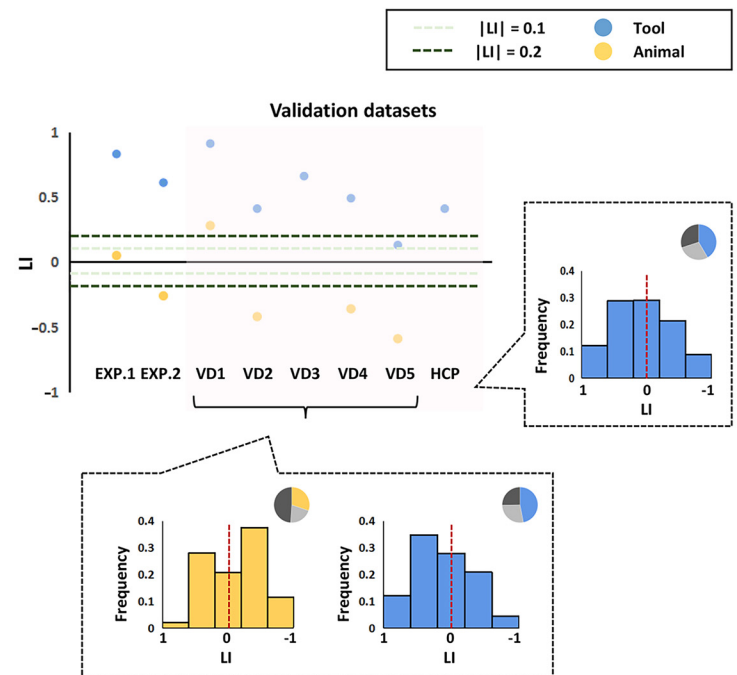 |LI| = 0.1 Tool
|LI| = 0.2 Animal
Validation datasets
1
0.5
0
−0.5
−1
LI
EXP.1 EXP.2 VD1 VD2 VD3 VD4 VD5 HCP
0.4
0.3
0.2
0.1
0
Frequency
1 0 -1
LI
0.4
0.3
0.2
0.1
0
Frequency
1 0 -1
LI
0.4
0.3
0.2
0.1
0
Frequency
1 0 -1
LI